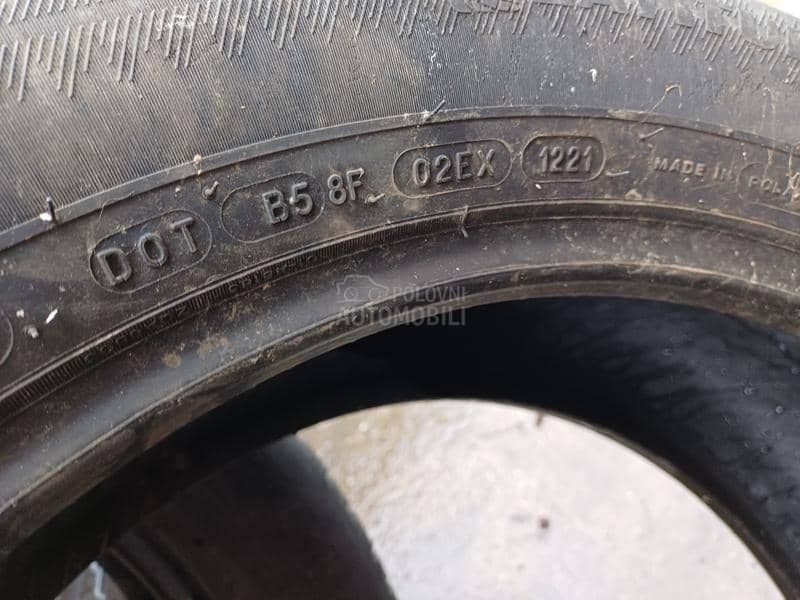 DOT B5 8F 02EX 1221 MADE IN
POLOVNI
AUTOMOBILI